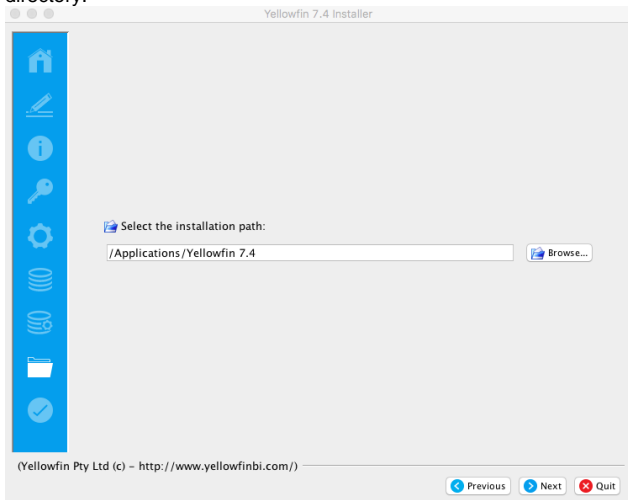 directory.
Yellowfin 7.4 Installer
Select the installation path:
/Applications/Yellowfin 7.4
Browse...
(Yellowfin Pty Ltd (c) - http://www.yellowfinbi.com/)
Previous Next Quit